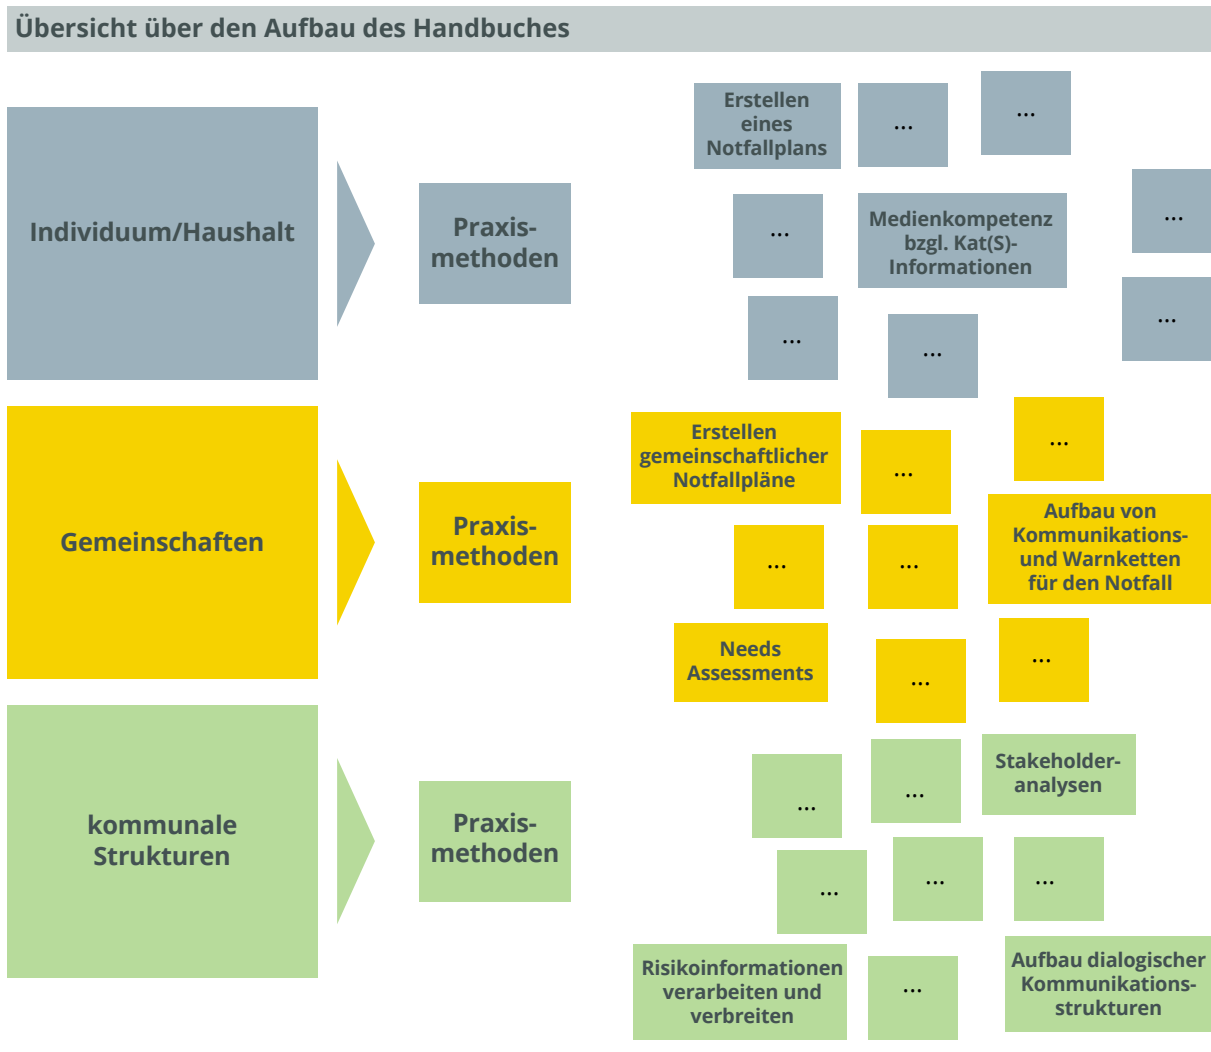 Übersicht über den Aufbau des Handbuches
Individuum/Haushalt
Praxis-
methoden
Erstellen
eines
Notfallplans
...
...
...
Medienkompetenz
bzgl. Kat(S)-
Informationen
...
...
...
...
...
Gemeinschaften
Praxis-
methoden
Erstellen
gemeinschaftlicher
Notfallpläne
...
...
Aufbau von
Kommunikations-
und Warnketten
für den Notfall
...
...
Needs
Assessments
...
...
kommunale
Strukturen
Praxis-
methoden
...
...
Stakeholder-
analysen
...
...
...
Risikoinformationen
verarbeiten und
verbreiten
...
Aufbau dialogischer
Kommunikations-
strukturen